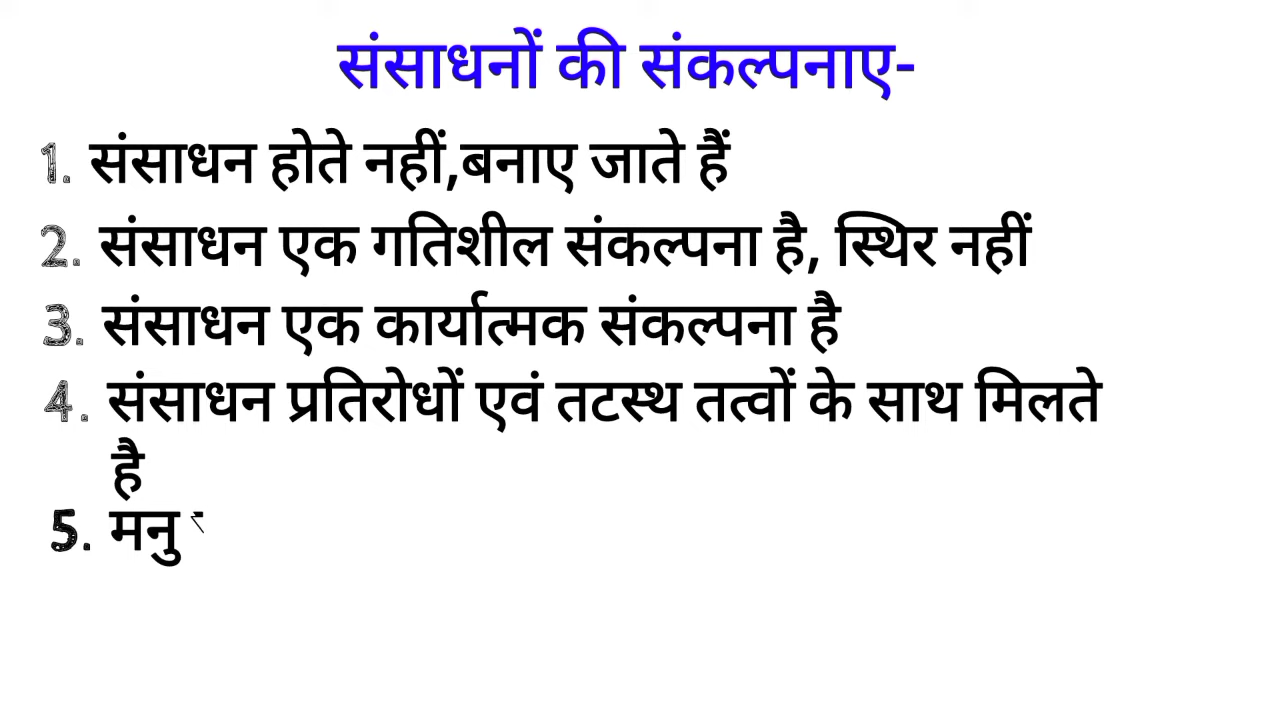 संसाधनों की संकल्पनाए-
1. संसाधन होते नहीं,बनाए जाते हैं
2. संसाधन एक गतिशील संकल्पना है, स्थिर नहीं
3. संसाधन एक कार्यात्मक संकल्पना है
4. संसाधन प्रतिरोधों एवं तटस्थ तत्वों के साथ मिलते
है
5.